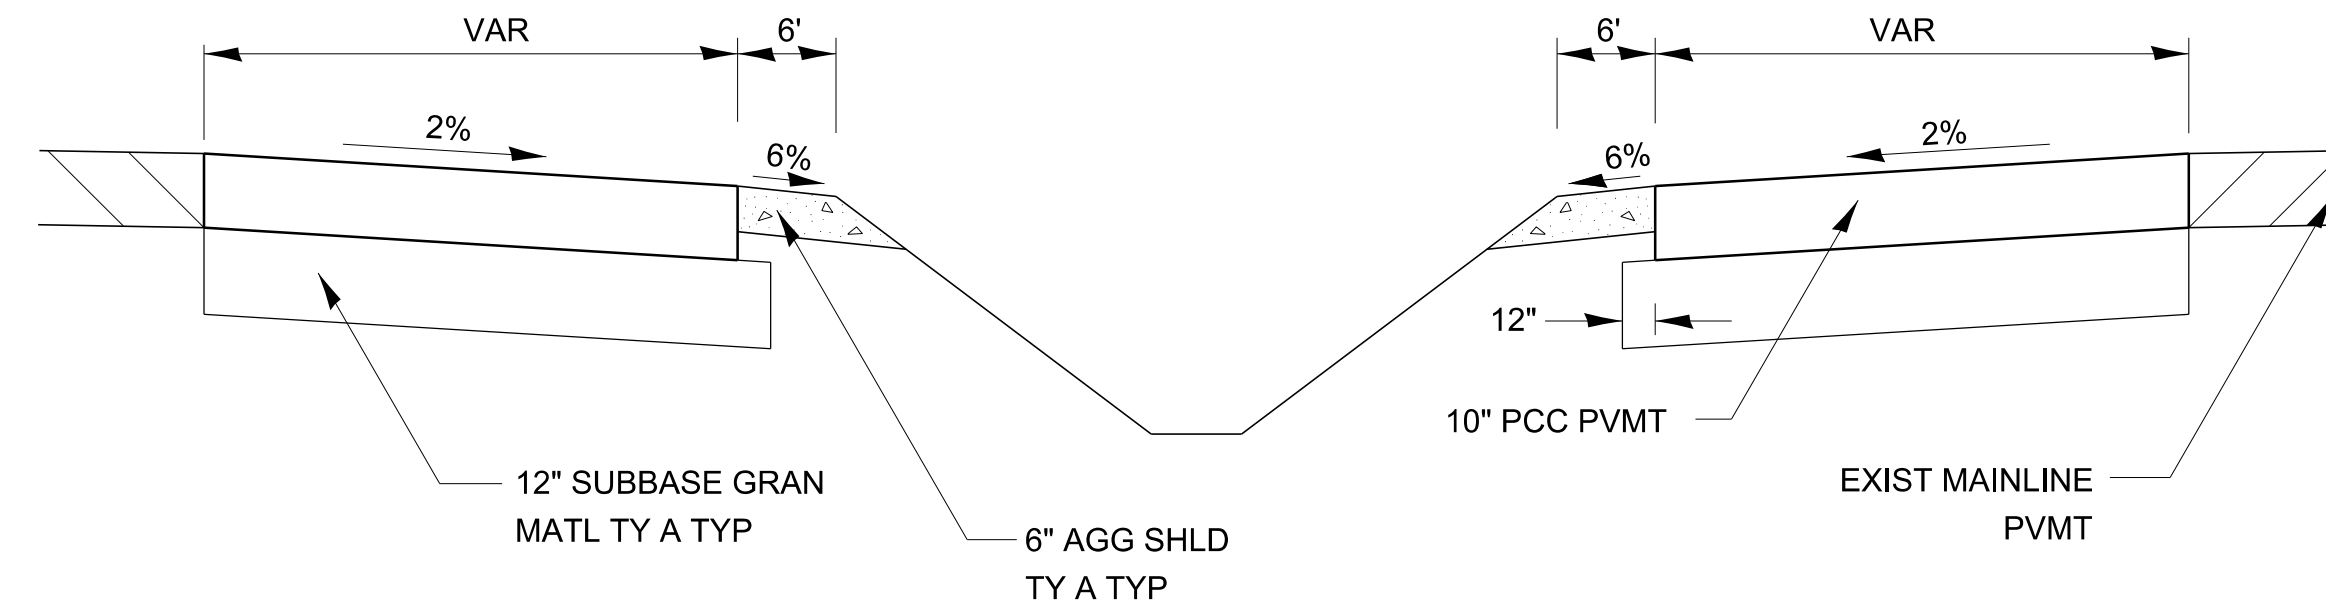 VAR
6'
6'
VAR
2%
6%
6%
2%
12"
10" PCC PVMT
12" SUBBASE GRAN
MATL TY A TYP
6" AGG SHLD
TY A TYP
EXIST MAINLINE
PVMT